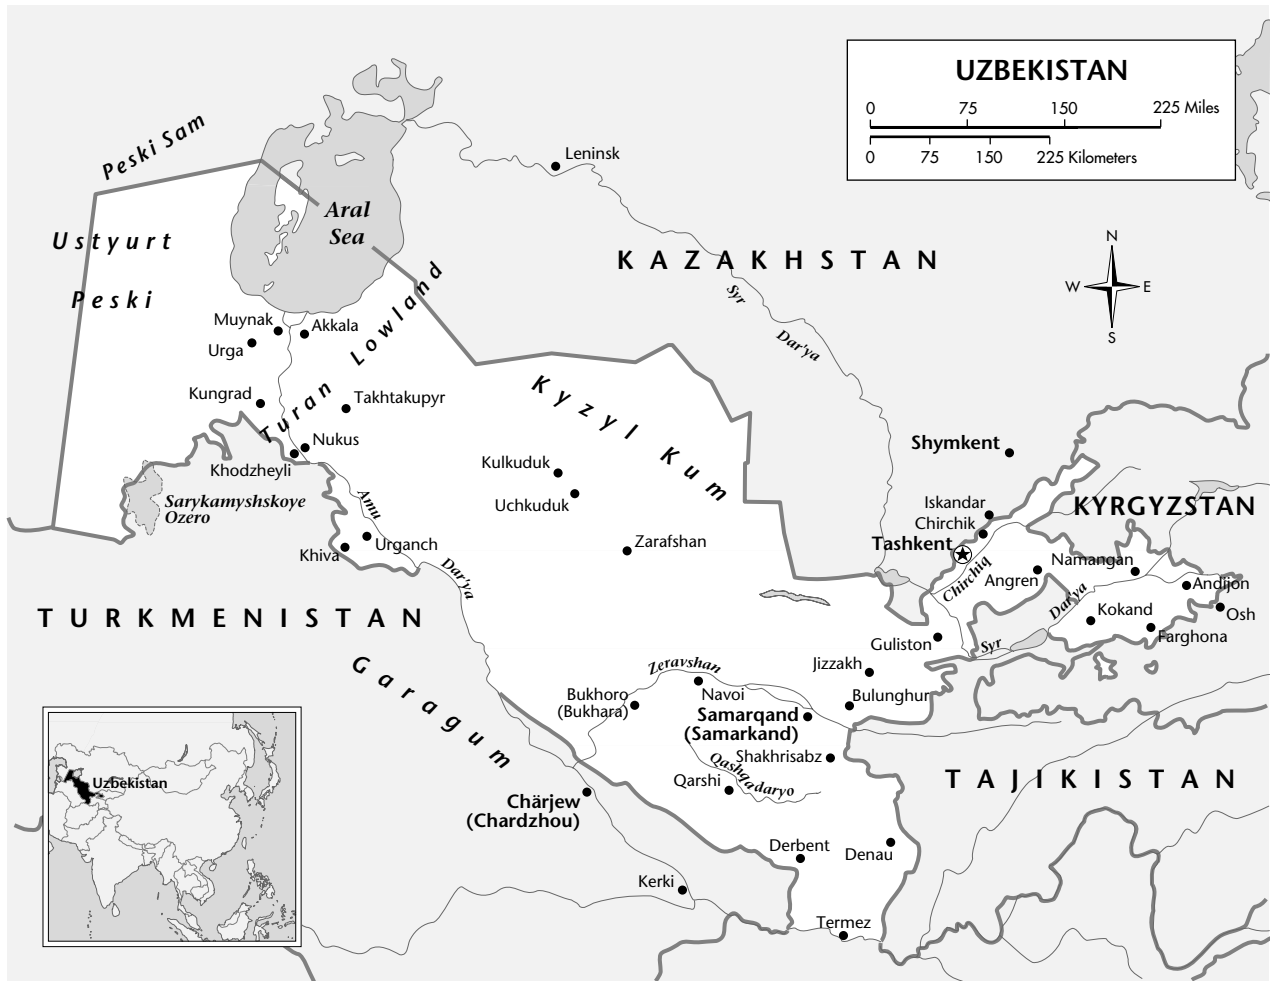 UZBEKISTAN
0 75 150 225 Miles
0 75 150 225 Kilometers
N
W E
S
Peski Sam
Leninsk
Aral
Sea
Ustyurt
Peski
KAZAKHSTAN
Syr
Dar'ya
Turan Lowland
Muynak
Akkala
Urga
Kungrad
Takhtakupyr
Nukus
Khodzheyli
Sarykamyshskoye
Ozero
Kyzyl Kum
Kulkuduk
Uchkuduk
Zarafshan
Amu
Dar'ya
Urganch
Khiva
Shymkent
Iskandar
Chirchik
Tashkent
Chirchiq
Angren
KYRGYZSTAN
Namangan
Andijon
Dar'ya
Kokand
Osh
Farghona
Syr
Guliston
TURKMENISTAN
Garagum
Jizzakh
Zeravshan
Bukhoro
(Bukhara)
Navoi
Bulunghur
Samarqand
(Samarkand)
Shakhrisabz
Qashqadaryo
Qarshi
TAJIKISTAN
Chärjew
(Chardzhou)
Derbent
Denau
Kerki
Termez
Uzbekistan